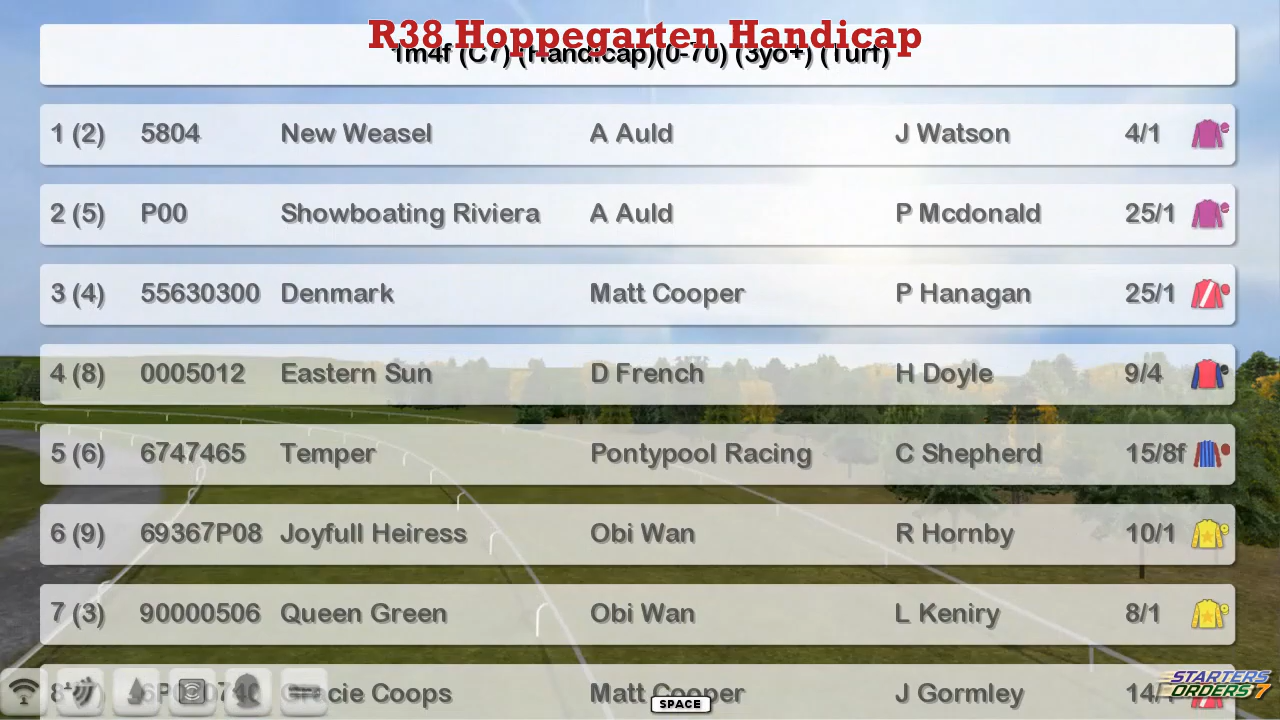 R38 Hoppegarten Handicap
1m4f (C7) (Handicap)(0-70) (3yo+) (Turf)
1 (2) 5804 New Weasel A Auld J Watson 4/1
2 (5) P00 Showboating Riviera A Auld P Mcdonald 25/1
3 (4) 55630300 Denmark Matt Cooper P Hanagan 25/1
4 (8) 0005012 Eastern Sun D French H Doyle 9/4
5 (6) 6747465 Temper Pontypool Racing C Shepherd 15/8f
6 (9) 69367P08 Joyfull Heiress Obi Wan R Hornby 10/1
7 (3) 90000506 Queen Green Obi Wan L Keniry 8/1
8 Gracie Coops Matt Cooper J Gormley
SPACE
STARTERS ORDERS 7